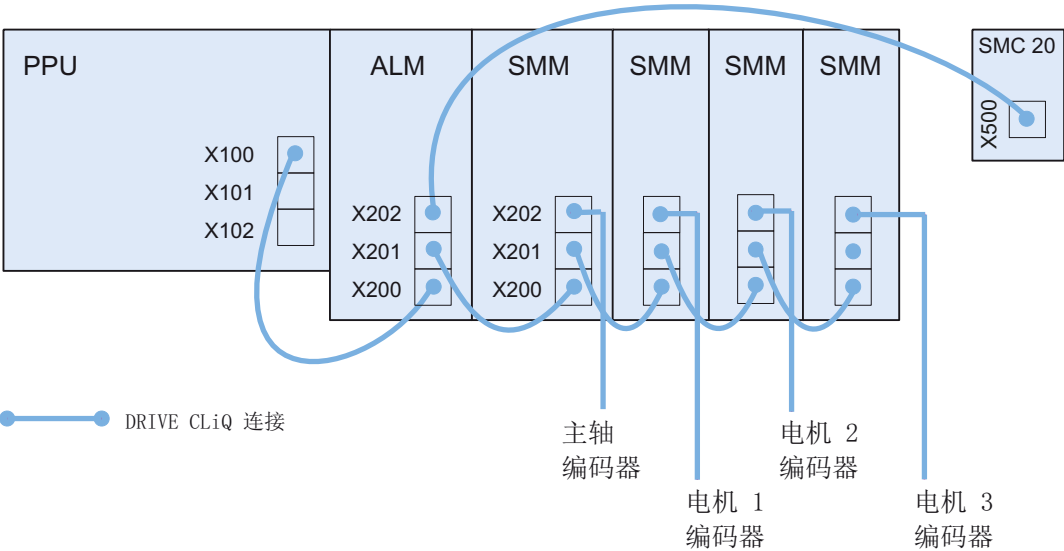 PPU
ALM
SMM
SMM
SMM
SMM
SMC 20
X500
X100
X101
X102
X202
X201
X200
X202
X201
X200
DRIVE CLiQ 连接
主轴
编码器
电机 1
编码器
电机 2
编码器
电机 3
编码器